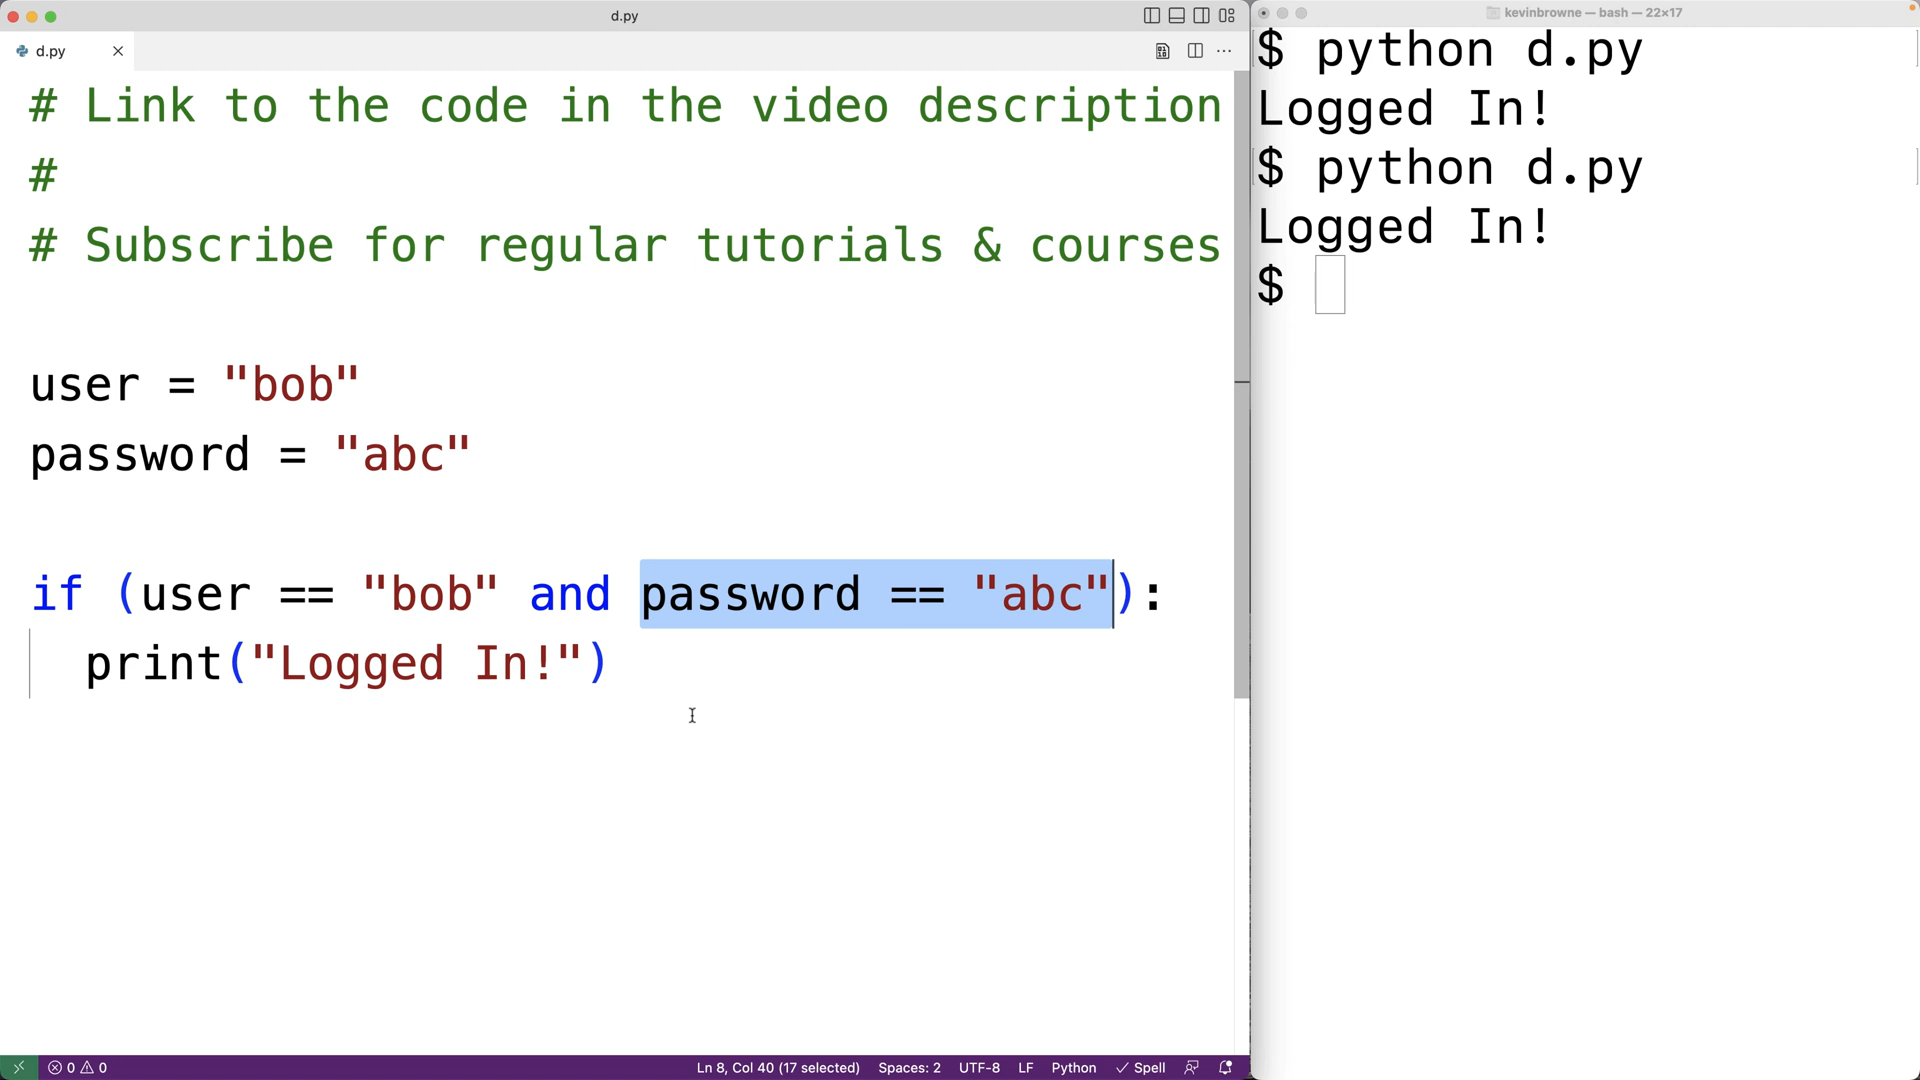 d.py
d.py
# Link to the code in the video description
#
# Subscribe for regular tutorials & courses
user = "bob"
password = "abc"
if (user == "bob" and password == "abc"):
print("Logged In!")
0 0
Ln 8, Col 40 (17 selected) Spaces: 2 UTF-8 LF Python Spell
kevinbrowne — bash — 22×17
$ python d.py
Logged In!
$ python d.py
Logged In!
$